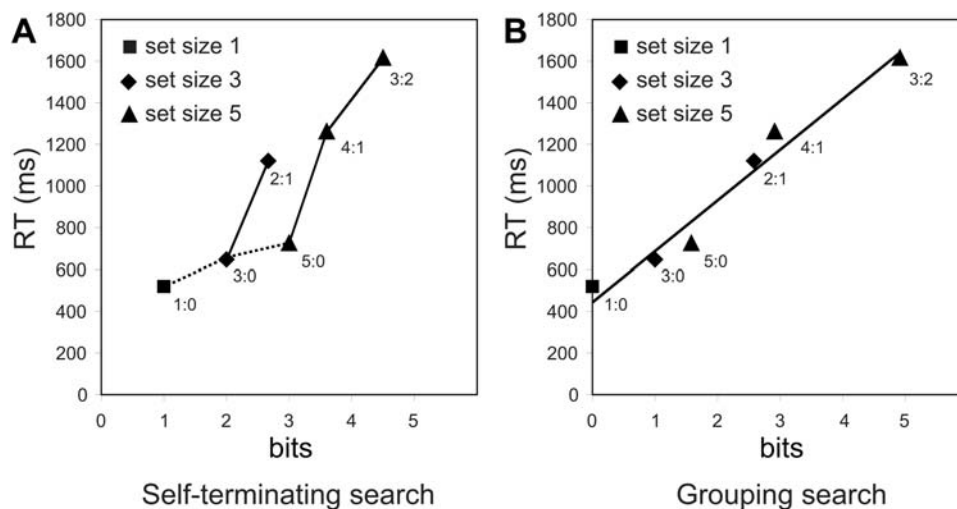 A
RT (ms)
1800
1600
1400
1200
1000
800
600
400
200
0
set size 1
set size 3
set size 5
3:2
4:1
2:1
5:0
3:0
1:0
0 1 2 3 4 5
bits
Self-terminating search
B
RT (ms)
1800
1600
1400
1200
1000
800
600
400
200
0
set size 1
set size 3
set size 5
3:2
4:1
2:1
5:0
3:0
1:0
0 1 2 3 4 5
bits
Grouping search